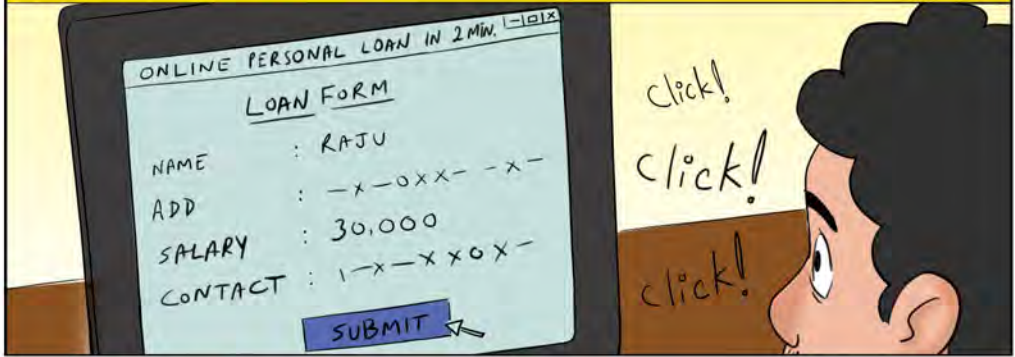 ONLINE PERSONAL LOAN IN 2 MIN.
LOAN FORM
NAME : RAJU
ADD : -x-oxx- -x-
SALARY : 30,000
CONTACT : 1-x-xxox-
SUBMIT
Click!
Click!
Click!